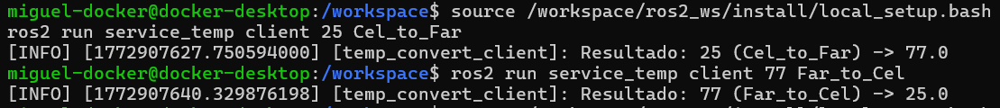 miguel-docker@docker-desktop:/workspace$ source /workspace/ros2_ws/install/local_setup.bash
ros2 run service_temp client 25 Cel_to_Far
[INFO] [1772907627.750594000] [temp_convert_client]: Resultado: 25 (Cel_to_Far) -> 77.0
miguel-docker@docker-desktop:/workspace$ ros2 run service_temp client 77 Far_to_Cel
[INFO] [1772907640.329876198] [temp_convert_client]: Resultado: 77 (Far_to_Cel) -> 25.0